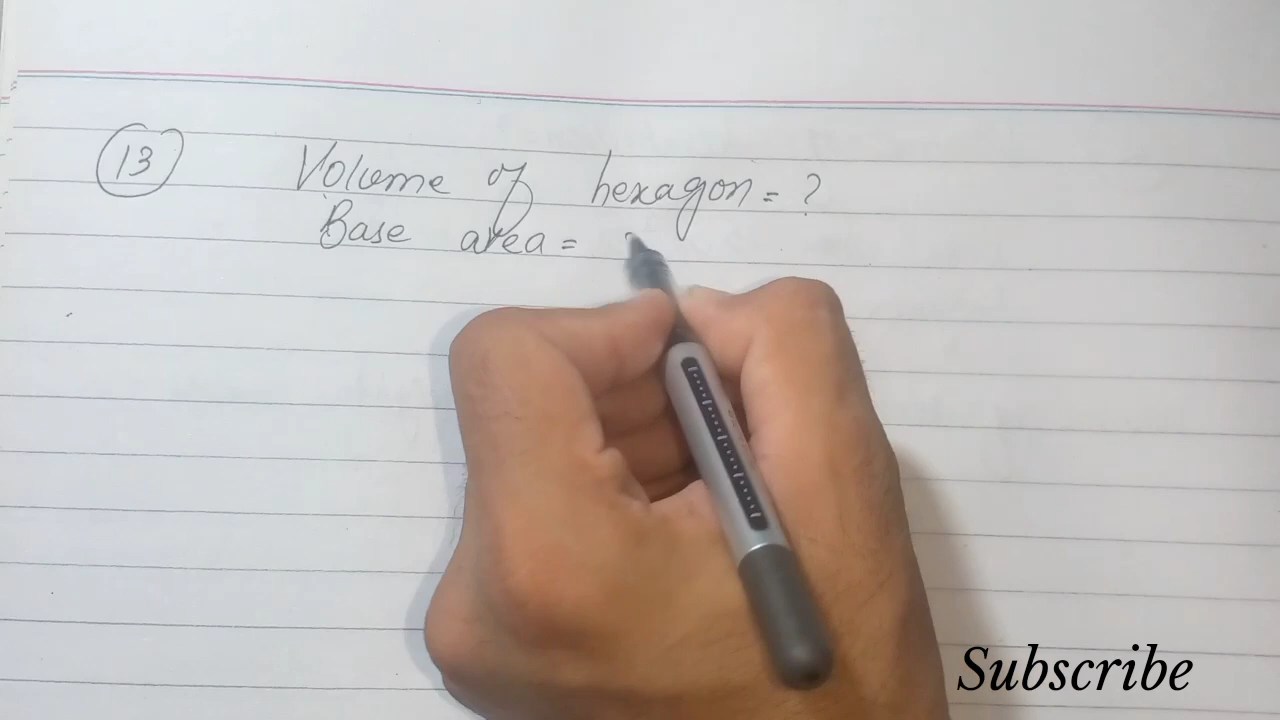 13 Volume of hexagon = ?
Base area =
Subscribe